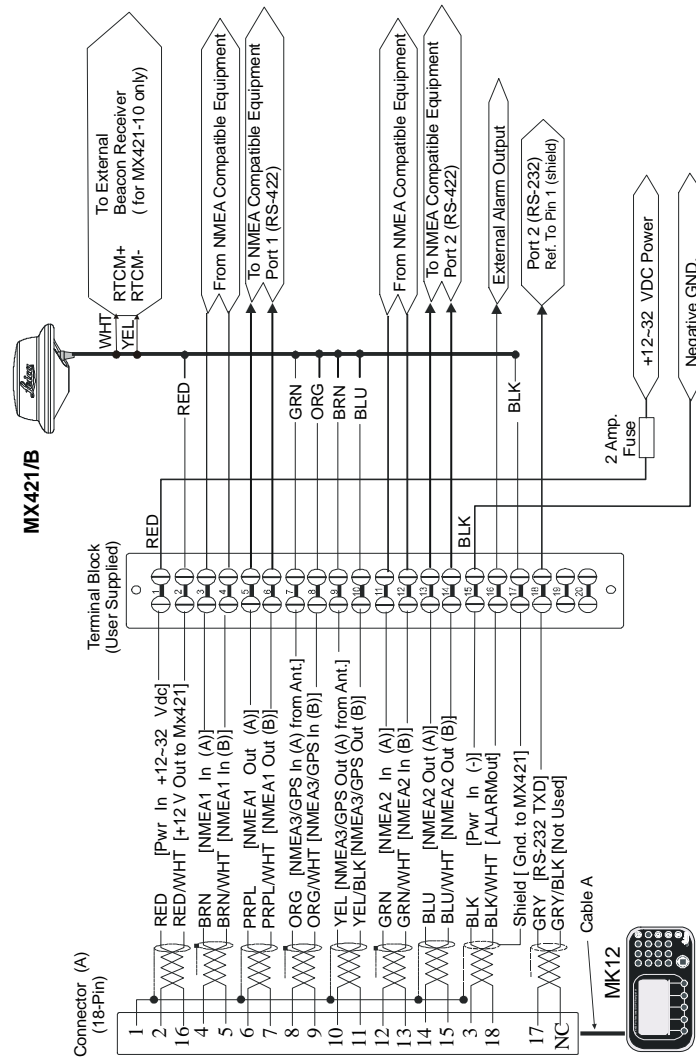 MX421/B
Leica
WHT
YEL
RTCM+
RTCM-
To External
Beacon Receiver
( for MX421-10 only)
From NMEA Compatible Equipment
To NMEA Compatible Equipment
Port 1 (RS-422)
From NMEA Compatible Equipment
To NMEA Compatible Equipment
Port 2 (RS-422)
External Alarm Output
Port 2 (RS-232)
Ref. To Pin 1 (shield)
+12~32 VDC Power
Negative GND.
2 Amp.
Fuse
RED
GRN
ORG
BRN
BLU
BLK
RED
BLK
Terminal Block
(User Supplied)
1
2
3
4
5
6
7
8
9
10
11
12
13
14
15
16
17
18
19
20
RED [Pwr In +12~32 Vdc]
RED/WHT [+12 V Out to Mx421]
BRN [NMEA1 In (A)]
BRN/WHT [NMEA1 In (B)]
PRPL [NMEA1 Out (A)]
PRPL/WHT [NMEA1 Out (B)]
ORG [NMEA3/GPS In (A) from Ant.]
ORG/WHT [NMEA3/GPS In (B)]
YEL [NMEA3/GPS Out (A) from Ant.]
YEL/BLK [NMEA3/GPS Out (B)]
GRN [NMEA2 In (A)]
GRN/WHT [NMEA2 In (B)]
BLU [NMEA2 Out (A)]
BLU/WHT [NMEA2 Out (B)]
BLK [Pwr In (-)]
BLK/WHT [ ALARMout]
Shield [ Gnd. to MX421]
GRY [RS-232 TXD]
GRY/BLK [Not Used]
Connector (A)
(18-Pin)
1
2
16
4
5
6
7
8
9
10
11
12
13
14
15
3
18
17
NC
Cable A
MK12